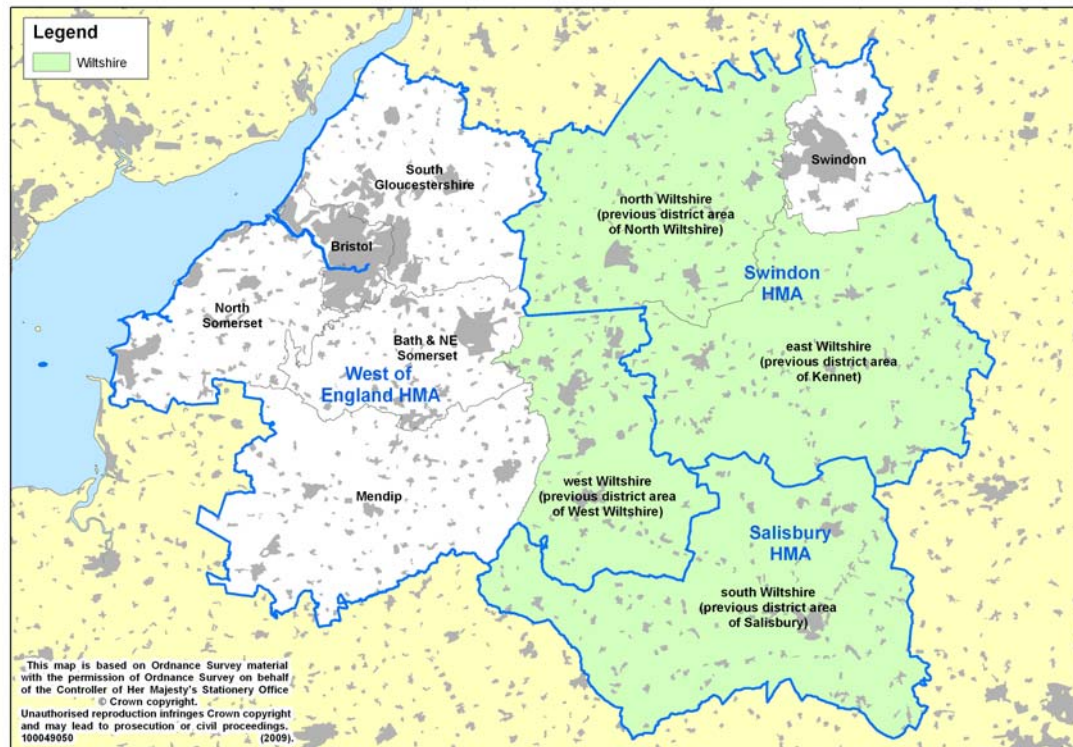 Legend
Wiltshire
South
Gloucestershire
Bristol
North
Somerset
Bath & NE
Somerset
West of
England HMA
Mendip
north Wiltshire
(previous district area
of North Wiltshire)
Swindon
Swindon
HMA
east Wiltshire
(previous district area
of Kennet)
west Wiltshire
(previous district area
of West Wiltshire)
Salisbury
HMA
south Wiltshire
(previous district area
of Salisbury)
This map is based on Ordnance Survey material
with the permission of Ordnance Survey on behalf
of the Controller of Her Majesty's Stationery Office
© Crown copyright.
Unauthorised reproduction infringes Crown copyright
and may lead to prosecution or civil proceedings.
100049050 (2009).